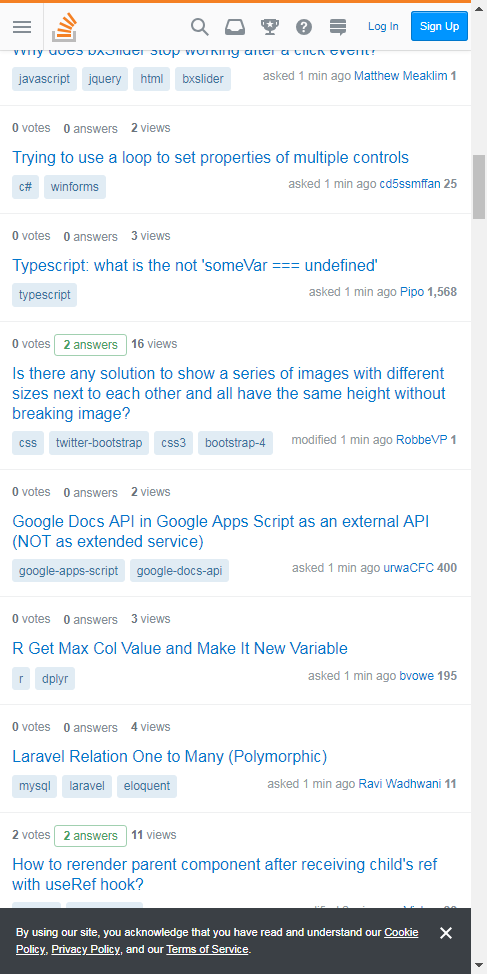 Log In
Sign Up
Why does bxSlider stop working after a click event?
javascript jquery html bxslider
asked 1 min ago Matthew Meaklim 1
0 votes 0 answers 2 views
Trying to use a loop to set properties of multiple controls
c# winforms
asked 1 min ago cd5ssmffan 25
0 votes 0 answers 3 views
Typescript: what is the not 'someVar === undefined'
typescript
asked 1 min ago Pipo 1,568
0 votes 2 answers 16 views
Is there any solution to show a series of images with different
sizes next to each other and all have the same height without
breaking image?
css twitter-bootstrap css3 bootstrap-4
modified 1 min ago RobbeVP 1
0 votes 0 answers 2 views
Google Docs API in Google Apps Script as an external API
(NOT as extended service)
google-apps-script google-docs-api
asked 1 min ago urwaCFC 400
0 votes 0 answers 3 views
R Get Max Col Value and Make It New Variable
r dplyr
asked 1 min ago bvowe 195
0 votes 0 answers 4 views
Laravel Relation One to Many (Polymorphic)
mysql laravel eloquent
asked 1 min ago Ravi Wadhwani 11
2 votes 2 answers 11 views
How to rerender parent component after receiving child's ref
with useRef hook?
By using our site, you acknowledge that you have read and understand our Cookie
Policy, Privacy Policy, and our Terms of Service.